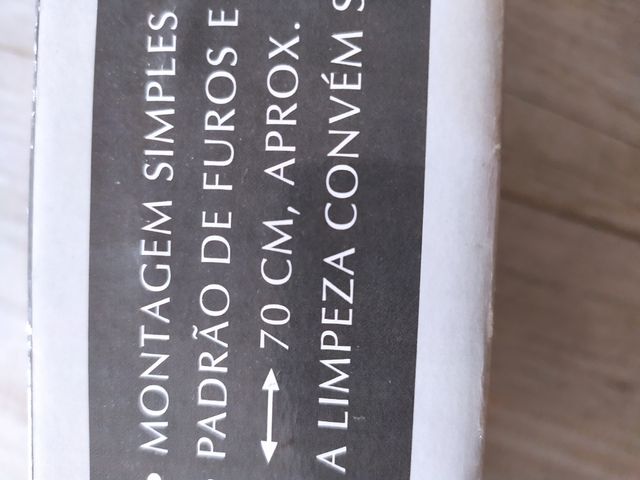 • MONTAGEM SIMPLES
PADRÃO DE FUROS E
↔ 70 CM, APROX.
A LIMPEZA CONVÉM